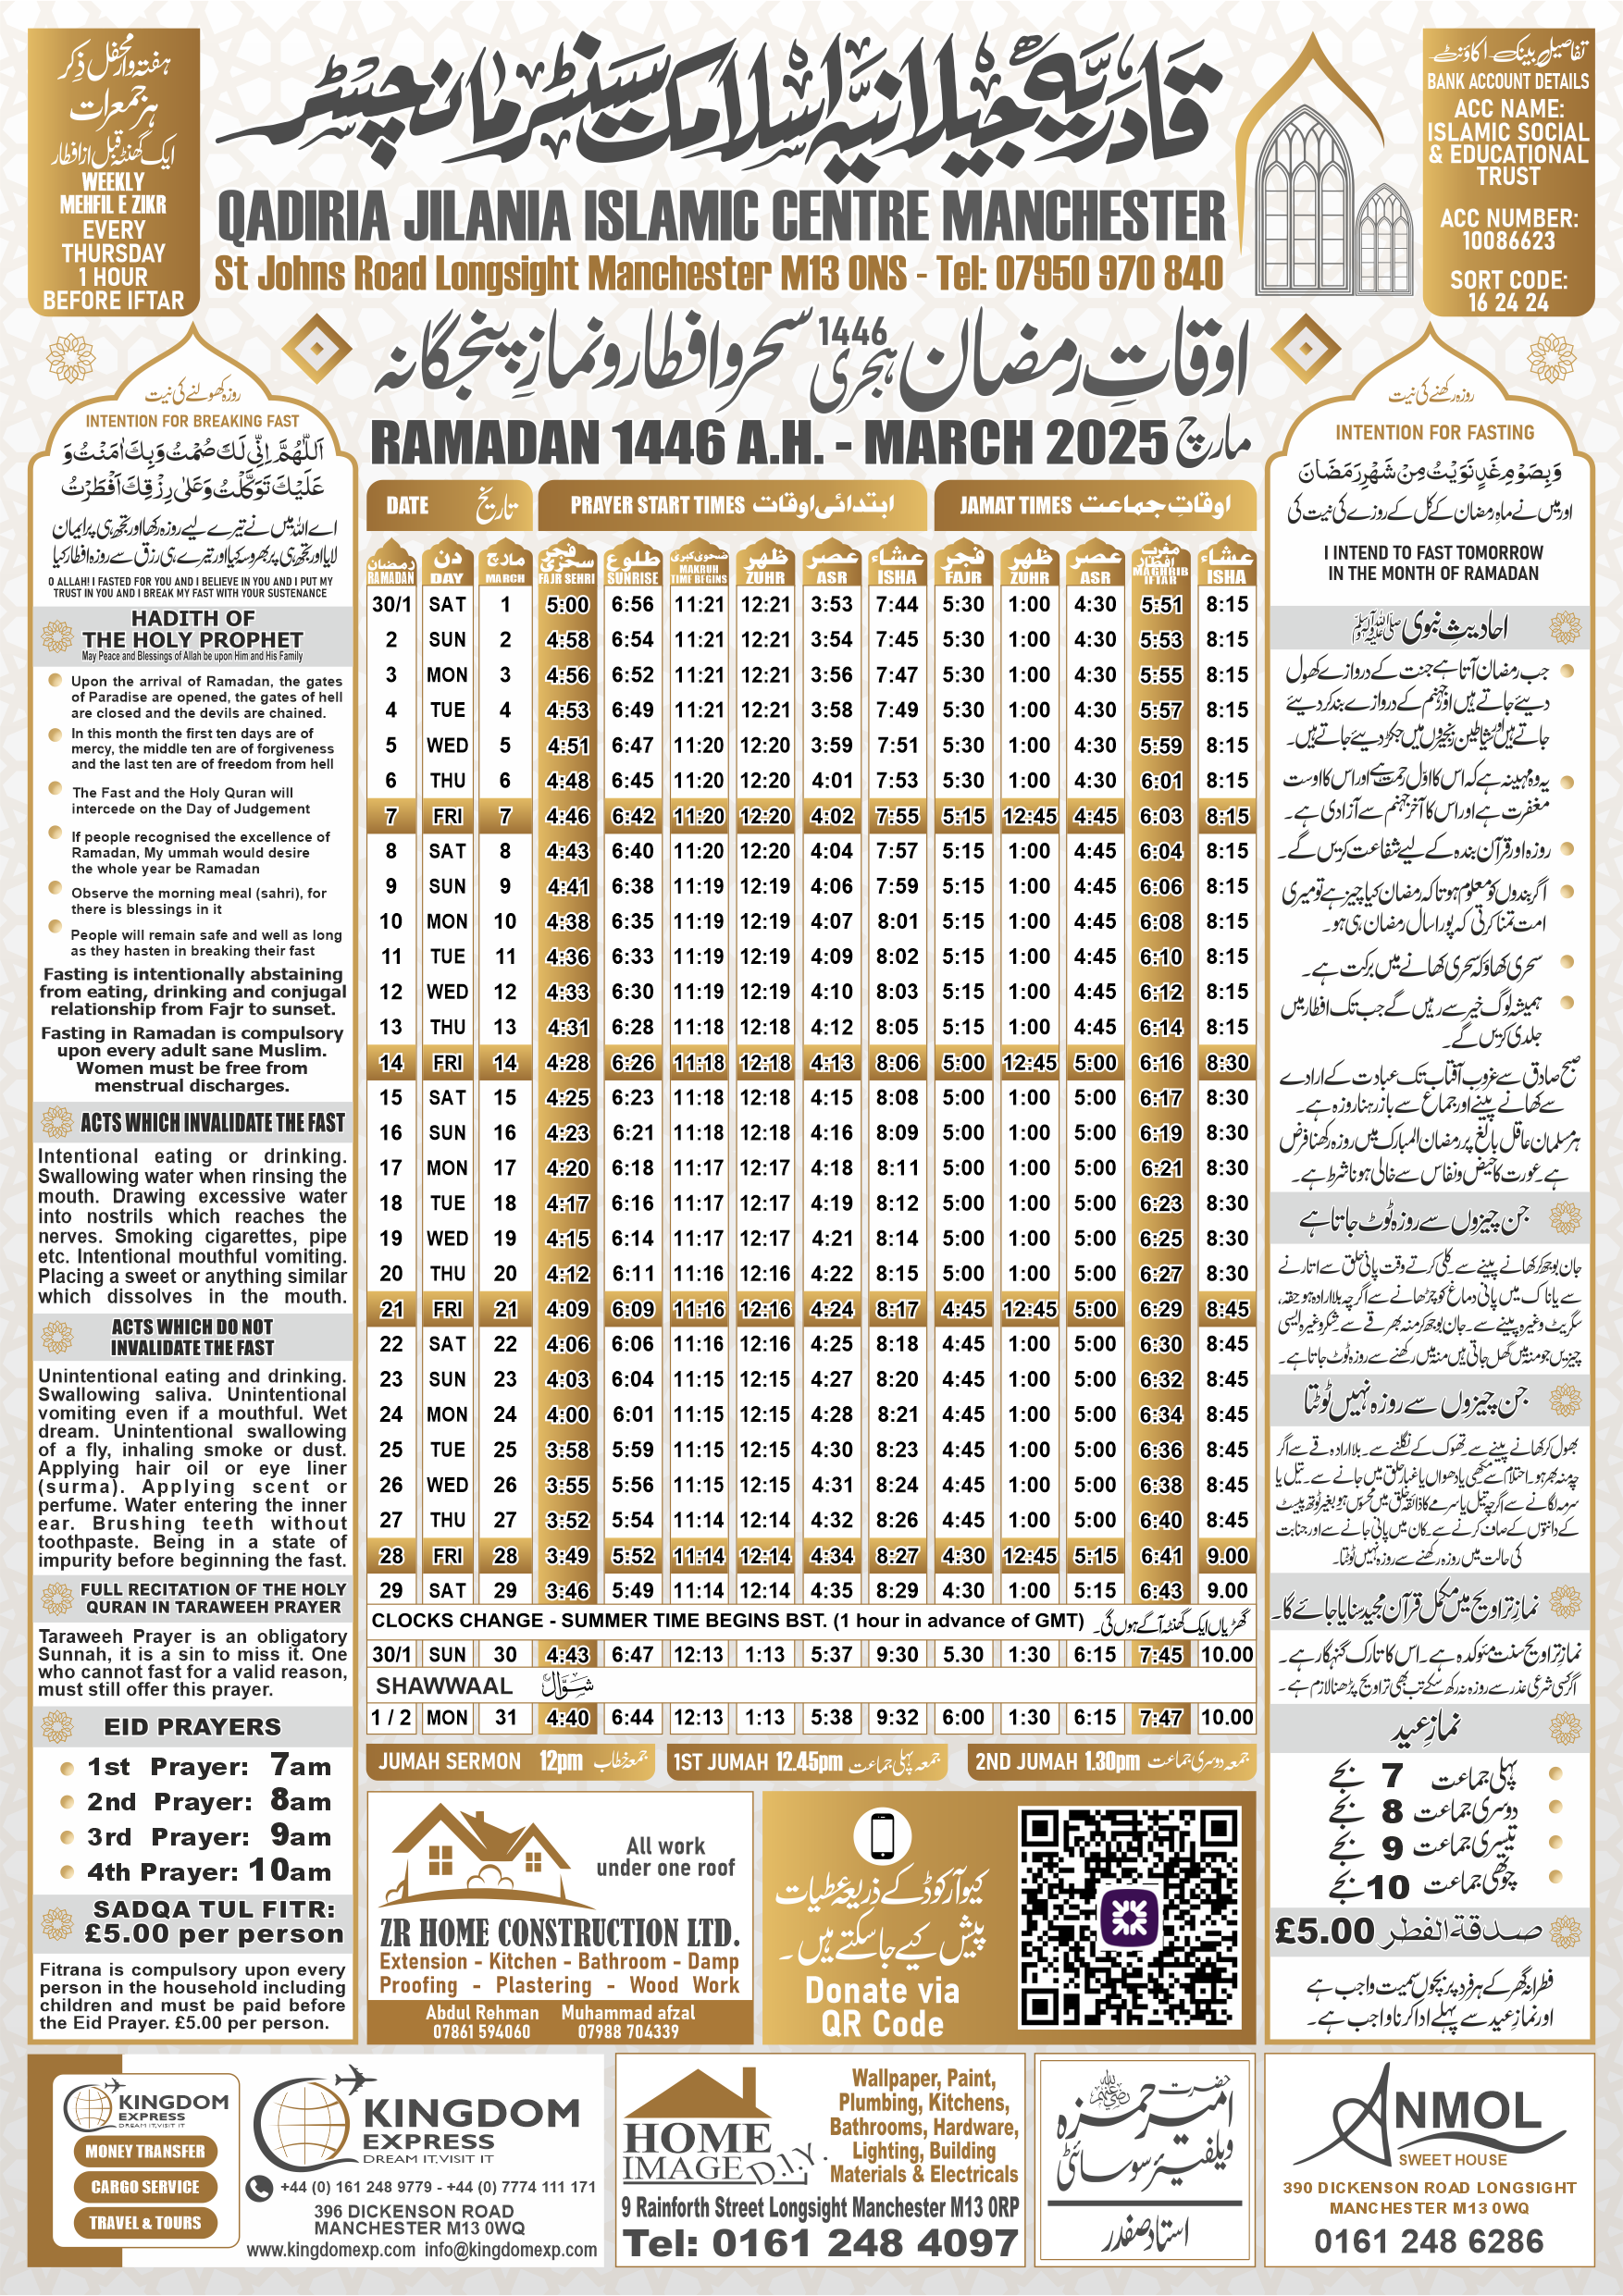 ہفتہ وار محفل ذکر
ہر جمعرات
ایک گھنٹہ قبل از افطار
WEEKLY
MEHFIL E ZIKR
EVERY
THURSDAY
1 HOUR
BEFORE IFTAR
قادریہ جیلانیہ اسلامک سینٹر مانچسٹر
QADIRIA JILANIA ISLAMIC CENTRE MANCHESTER
St Johns Road Longsight Manchester M13 0NS - Tel: 07950 970 840
تفاصیل بینک اکاؤنٹ
BANK ACCOUNT DETAILS
ACC NAME:
ISLAMIC SOCIAL
& EDUCATIONAL
TRUST
ACC NUMBER:
10086623
SORT CODE:
16 24 24
اوقاتِ رمضان 1446 ہجری سحر و افطار و نمازِ پنجگانہ
RAMADAN 1446 A.H. - MARCH 2025 مارچ
روزہ کھولنے کی نیت
INTENTION FOR BREAKING FAST
اَللّٰهُمَّ اِنِّی لَكَ صُمْتُ وَبِكَ اٰمَنْتُ وَ
عَلَيْكَ تَوَكَّلْتُ وَعَلٰی رِزْقِكَ اَفْطَرْتُ
اے اللہ میں نے تیرے لیے روزہ رکھا اور تجھ ہی پر ایمان
لایا اور تجھ ہی پر بھروسہ کیا اور تیرے ہی رزق سے روزہ افطار کیا
O ALLAH! I FASTED FOR YOU AND I BELIEVE IN YOU AND I PUT MY
TRUST IN YOU AND I BREAK MY FAST WITH YOUR SUSTENANCE
HADITH OF
THE HOLY PROPHET
May Peace and Blessings of Allah be upon Him and His Family
Upon the arrival of Ramadan, the gates
of Paradise are opened, the gates of hell
are closed and the devils are chained.
In this month the first ten days are of
mercy, the middle ten are of forgiveness
and the last ten are of freedom from hell
The Fast and the Holy Quran will
intercede on the Day of Judgement
If people recognised the excellence of
Ramadan, My ummah would desire
the whole year be Ramadan
Observe the morning meal (sahri), for
there is blessings in it
People will remain safe and well as long
as they hasten in breaking their fast
Fasting is intentionally abstaining
from eating, drinking and conjugal
relationship from Fajr to sunset.
Fasting in Ramadan is compulsory
upon every adult sane Muslim.
Women must be free from
menstrual discharges.
ACTS WHICH INVALIDATE THE FAST
Intentional eating or drinking.
Swallowing water when rinsing the
mouth. Drawing excessive water
into nostrils which reaches the
nerves. Smoking cigarettes, pipe
etc. Intentional mouthful vomiting.
Placing a sweet or anything similar
which dissolves in the mouth.
ACTS WHICH DO NOT
INVALIDATE THE FAST
Unintentional eating and drinking.
Swallowing saliva. Unintentional
vomiting even if a mouthful. Wet
dream. Unintentional swallowing
of a fly, inhaling smoke or dust.
Applying hair oil or eye liner
(surma). Applying scent or
perfume. Water entering the inner
ear. Brushing teeth without
toothpaste. Being in a state of
impurity before beginning the fast.
FULL RECITATION OF THE HOLY
QURAN IN TARAWEEH PRAYER
Taraweeh Prayer is an obligatory
Sunnah, it is a sin to miss it. One
who cannot fast for a valid reason,
must still offer this prayer.
EID PRAYERS
1st Prayer: 7am
2nd Prayer: 8am
3rd Prayer: 9am
4th Prayer: 10am
SADQA TUL FITR:
£5.00 per person
Fitrana is compulsory upon every
person in the household including
children and must be paid before
the Eid Prayer. £5.00 per person.
DATE تاریخ PRAYER START TIMES ابتدائی اوقات JAMAT TIMES اوقاتِ جماعت
رمضان دن مارچ فجر سحری طلوع ضحوی کبریٰ ظهر عصر عشاء فجر ظهر عصر مغرب افطار عشاء
RAMADAN DAY MARCH FAJR SEHRI SUNRISE MAKRUH TIME BEGINS ZUHR ASR ISHA FAJR ZUHR ASR MAGHRIB IFTAR ISHA
30/1 SAT 1 5:00 6:56 11:21 12:21 3:53 7:44 5:30 1:00 4:30 5:51 8:15
2 SUN 2 4:58 6:54 11:21 12:21 3:54 7:45 5:30 1:00 4:30 5:53 8:15
3 MON 3 4:56 6:52 11:21 12:21 3:56 7:47 5:30 1:00 4:30 5:55 8:15
4 TUE 4 4:53 6:49 11:21 12:21 3:58 7:49 5:30 1:00 4:30 5:57 8:15
5 WED 5 4:51 6:47 11:20 12:20 3:59 7:51 5:30 1:00 4:30 5:59 8:15
6 THU 6 4:48 6:45 11:20 12:20 4:01 7:53 5:30 1:00 4:30 6:01 8:15
7 FRI 7 4:46 6:42 11:20 12:20 4:02 7:55 5:15 12:45 4:45 6:03 8:15
8 SAT 8 4:43 6:40 11:20 12:20 4:04 7:57 5:15 1:00 4:45 6:04 8:15
9 SUN 9 4:41 6:38 11:19 12:19 4:06 7:59 5:15 1:00 4:45 6:06 8:15
10 MON 10 4:38 6:35 11:19 12:19 4:07 8:01 5:15 1:00 4:45 6:08 8:15
11 TUE 11 4:36 6:33 11:19 12:19 4:09 8:02 5:15 1:00 4:45 6:10 8:15
12 WED 12 4:33 6:30 11:19 12:19 4:10 8:03 5:15 1:00 4:45 6:12 8:15
13 THU 13 4:31 6:28 11:18 12:18 4:12 8:05 5:15 1:00 4:45 6:14 8:15
14 FRI 14 4:28 6:26 11:18 12:18 4:13 8:06 5:00 12:45 5:00 6:16 8:30
15 SAT 15 4:25 6:23 11:18 12:18 4:15 8:08 5:00 1:00 5:00 6:17 8:30
16 SUN 16 4:23 6:21 11:18 12:18 4:16 8:09 5:00 1:00 5:00 6:19 8:30
17 MON 17 4:20 6:18 11:17 12:17 4:18 8:11 5:00 1:00 5:00 6:21 8:30
18 TUE 18 4:17 6:16 11:17 12:17 4:19 8:12 5:00 1:00 5:00 6:23 8:30
19 WED 19 4:15 6:14 11:17 12:17 4:21 8:14 5:00 1:00 5:00 6:25 8:30
20 THU 20 4:12 6:11 11:16 12:16 4:22 8:15 5:00 1:00 5:00 6:27 8:30
21 FRI 21 4:09 6:09 11:16 12:16 4:24 8:17 4:45 12:45 5:00 6:29 8:45
22 SAT 22 4:06 6:06 11:16 12:16 4:25 8:18 4:45 1:00 5:00 6:30 8:45
23 SUN 23 4:03 6:04 11:15 12:15 4:27 8:20 4:45 1:00 5:00 6:32 8:45
24 MON 24 4:00 6:01 11:15 12:15 4:28 8:21 4:45 1:00 5:00 6:34 8:45
25 TUE 25 3:58 5:59 11:15 12:15 4:30 8:23 4:45 1:00 5:00 6:36 8:45
26 WED 26 3:55 5:56 11:15 12:15 4:31 8:24 4:45 1:00 5:00 6:38 8:45
27 THU 27 3:52 5:54 11:14 12:14 4:32 8:26 4:45 1:00 5:00 6:40 8:45
28 FRI 28 3:49 5:52 11:14 12:14 4:34 8:27 4:30 12:45 5:15 6:41 9.00
29 SAT 29 3:46 5:49 11:14 12:14 4:35 8:29 4:30 1:00 5:15 6:43 9.00
CLOCKS CHANGE - SUMMER TIME BEGINS BST. (1 hour in advance of GMT) گھڑیاں ایک گھنٹہ آگے ہوں گی
30/1 SUN 30 4:43 6:47 12:13 1:13 5:37 9:30 5.30 1:30 6:15 7:45 10.00
SHAWWAAL شوّال
1 / 2 MON 31 4:40 6:44 12:13 1:13 5:38 9:32 6:00 1:30 6:15 7:47 10.00
JUMAH SERMON 12pm جمعہ خطاب
1ST JUMAH 12.45pm جمعہ پہلی جماعت
2ND JUMAH 1.30pm جمعہ دوسری جماعت
روزہ رکھنے کی نیت
INTENTION FOR FASTING
وَبِصَوْمِ غَدٍ نَوَيْتُ مِنْ شَهْرِ رَمَضَانَ
اور میں نے ماہ رمضان کے کل کے روزے کی نیت کی
I INTEND TO FAST TOMORROW
IN THE MONTH OF RAMADAN
احادیثِ نبوی ﷺ
جب رمضان آتا ہے جنت کے دروازے کھول
دیئے جاتے ہیں اور جہنم کے دروازے بند کر دیئے
جاتے ہیں اور شیاطین زنجیروں میں جکڑ دیے جاتے ہیں۔
یہ وہ مہینہ ہے کہ اس کا اوّل رحمت ہے اور اس کا اوسط
مغفرت ہے اور اس کا آخر جہنم سے آزادی ہے۔
روزہ اور قرآن بندہ کے لیے شفاعت کریں گے۔
اگر بندوں کو معلوم ہوتا کہ رمضان کیا چیز ہے تو میری
امت تمنا کرتی کہ پورا سال رمضان ہی ہو۔
سحری کھاؤ کہ سحری کھانے میں برکت ہے۔
ہمیشہ لوگ خیر سے رہیں گے جب تک افطار میں
جلدی کریں گے۔
صبح صادق سے غروب آفتاب تک عبادت کے ارادے
سے کھانے پینے اور جماع سے باز رہنا روزہ ہے۔
ہر مسلمان عاقل بالغ پر رمضان المبارک میں روزہ رکھنا فرض
ہے۔ عورت کا حیض و نفاس سے خالی ہونا شرط ہے۔
جن چیزوں سے روزہ ٹوٹ جاتا ہے
جان بوجھ کر کھانے پینے سے۔ کلی کرتے وقت پانی حلق سے اتارنے
سے یا ناک میں پانی دماغ کو چڑھانے سے اگرچہ بلا ارادہ ہو حقہ،
سگریٹ وغیرہ پینے سے۔ جان بوجھ کر منہ بھر قے سے شکر وغیرہ ایسی
چیزیں جو منہ میں گھل جاتی ہیں منہ میں رکھنے سے روزہ ٹوٹ جاتا ہے۔
جن چیزوں سے روزہ نہیں ٹوٹتا
بھول کر کھانے پینے سے۔ تھوک کے نگلنے سے۔ بلا ارادہ قے سے اگر
چہ منہ بھر ہو۔ احتلام سے مکھی یا دھواں یا غبار حلق میں جانے سے۔ تیل یا
سرمہ لگانے سے اگرچہ تیل یا سرمے کا ذائقہ حلق میں محسوس ہو بغیر ٹوتھ پیسٹ
کے دانتوں کے صاف کرنے سے۔ کان میں پانی جانے سے اور جنابت
کی حالت میں روزہ رکھنے سے روزہ نہیں ٹوٹتا۔
نماز تراویح میں مکمل قرآن مجید سنایا جائے گا۔
نماز تراویح سنت مئوکدہ ہے۔ اس کا تارک گنہگار ہے۔
اگر کسی شرعی عذر سے روزہ نہ رکھ سکے تب بھی تراویح پڑھنا لازم ہے۔
نمازِ عید
پہلی جماعت 7 بجے
دوسری جماعت 8 بجے
تیسری جماعت 9 بجے
چوتھی جماعت 10 بجے
صدقۃ الفطر £5.00
فطرانہ گھر کے ہر فرد پر بچوں سمیت واجب ہے
اور نماز عید سے پہلے ادا کرنا واجب ہے۔
All work
under one roof
ZR HOME CONSTRUCTION LTD.
Extension - Kitchen - Bathroom - Damp
Proofing - Plastering - Wood Work
Abdul Rehman Muhammad afzal
07861 594060 07988 704339
کیو آر کوڈ کے ذریعہ عطیات
پیش کیے جا سکتے ہیں۔
Donate via
QR Code
KINGDOM
EXPRESS
DREAM IT,VISIT IT
MONEY TRANSFER
CARGO SERVICE
TRAVEL & TOURS
KINGDOM
EXPRESS
DREAM IT,VISIT IT
+44 (0) 161 248 9779 - +44 (0) 7774 111 171
396 DICKENSON ROAD
MANCHESTER M13 0WQ
www.kingdomexp.com info@kingdomexp.com
HOME
IMAGE D.I.Y.
Wallpaper, Paint,
Plumbing, Kitchens,
Bathrooms, Hardware,
Lighting, Building
Materials & Electricals
9 Rainforth Street Longsight Manchester M13 0RP
Tel: 0161 248 4097
حضرت
امیر حمزہ
ویلفیئر سوسائٹی
استاد صفدر
ANMOL
SWEET HOUSE
390 DICKENSON ROAD LONGSIGHT
MANCHESTER M13 0WQ
0161 248 6286